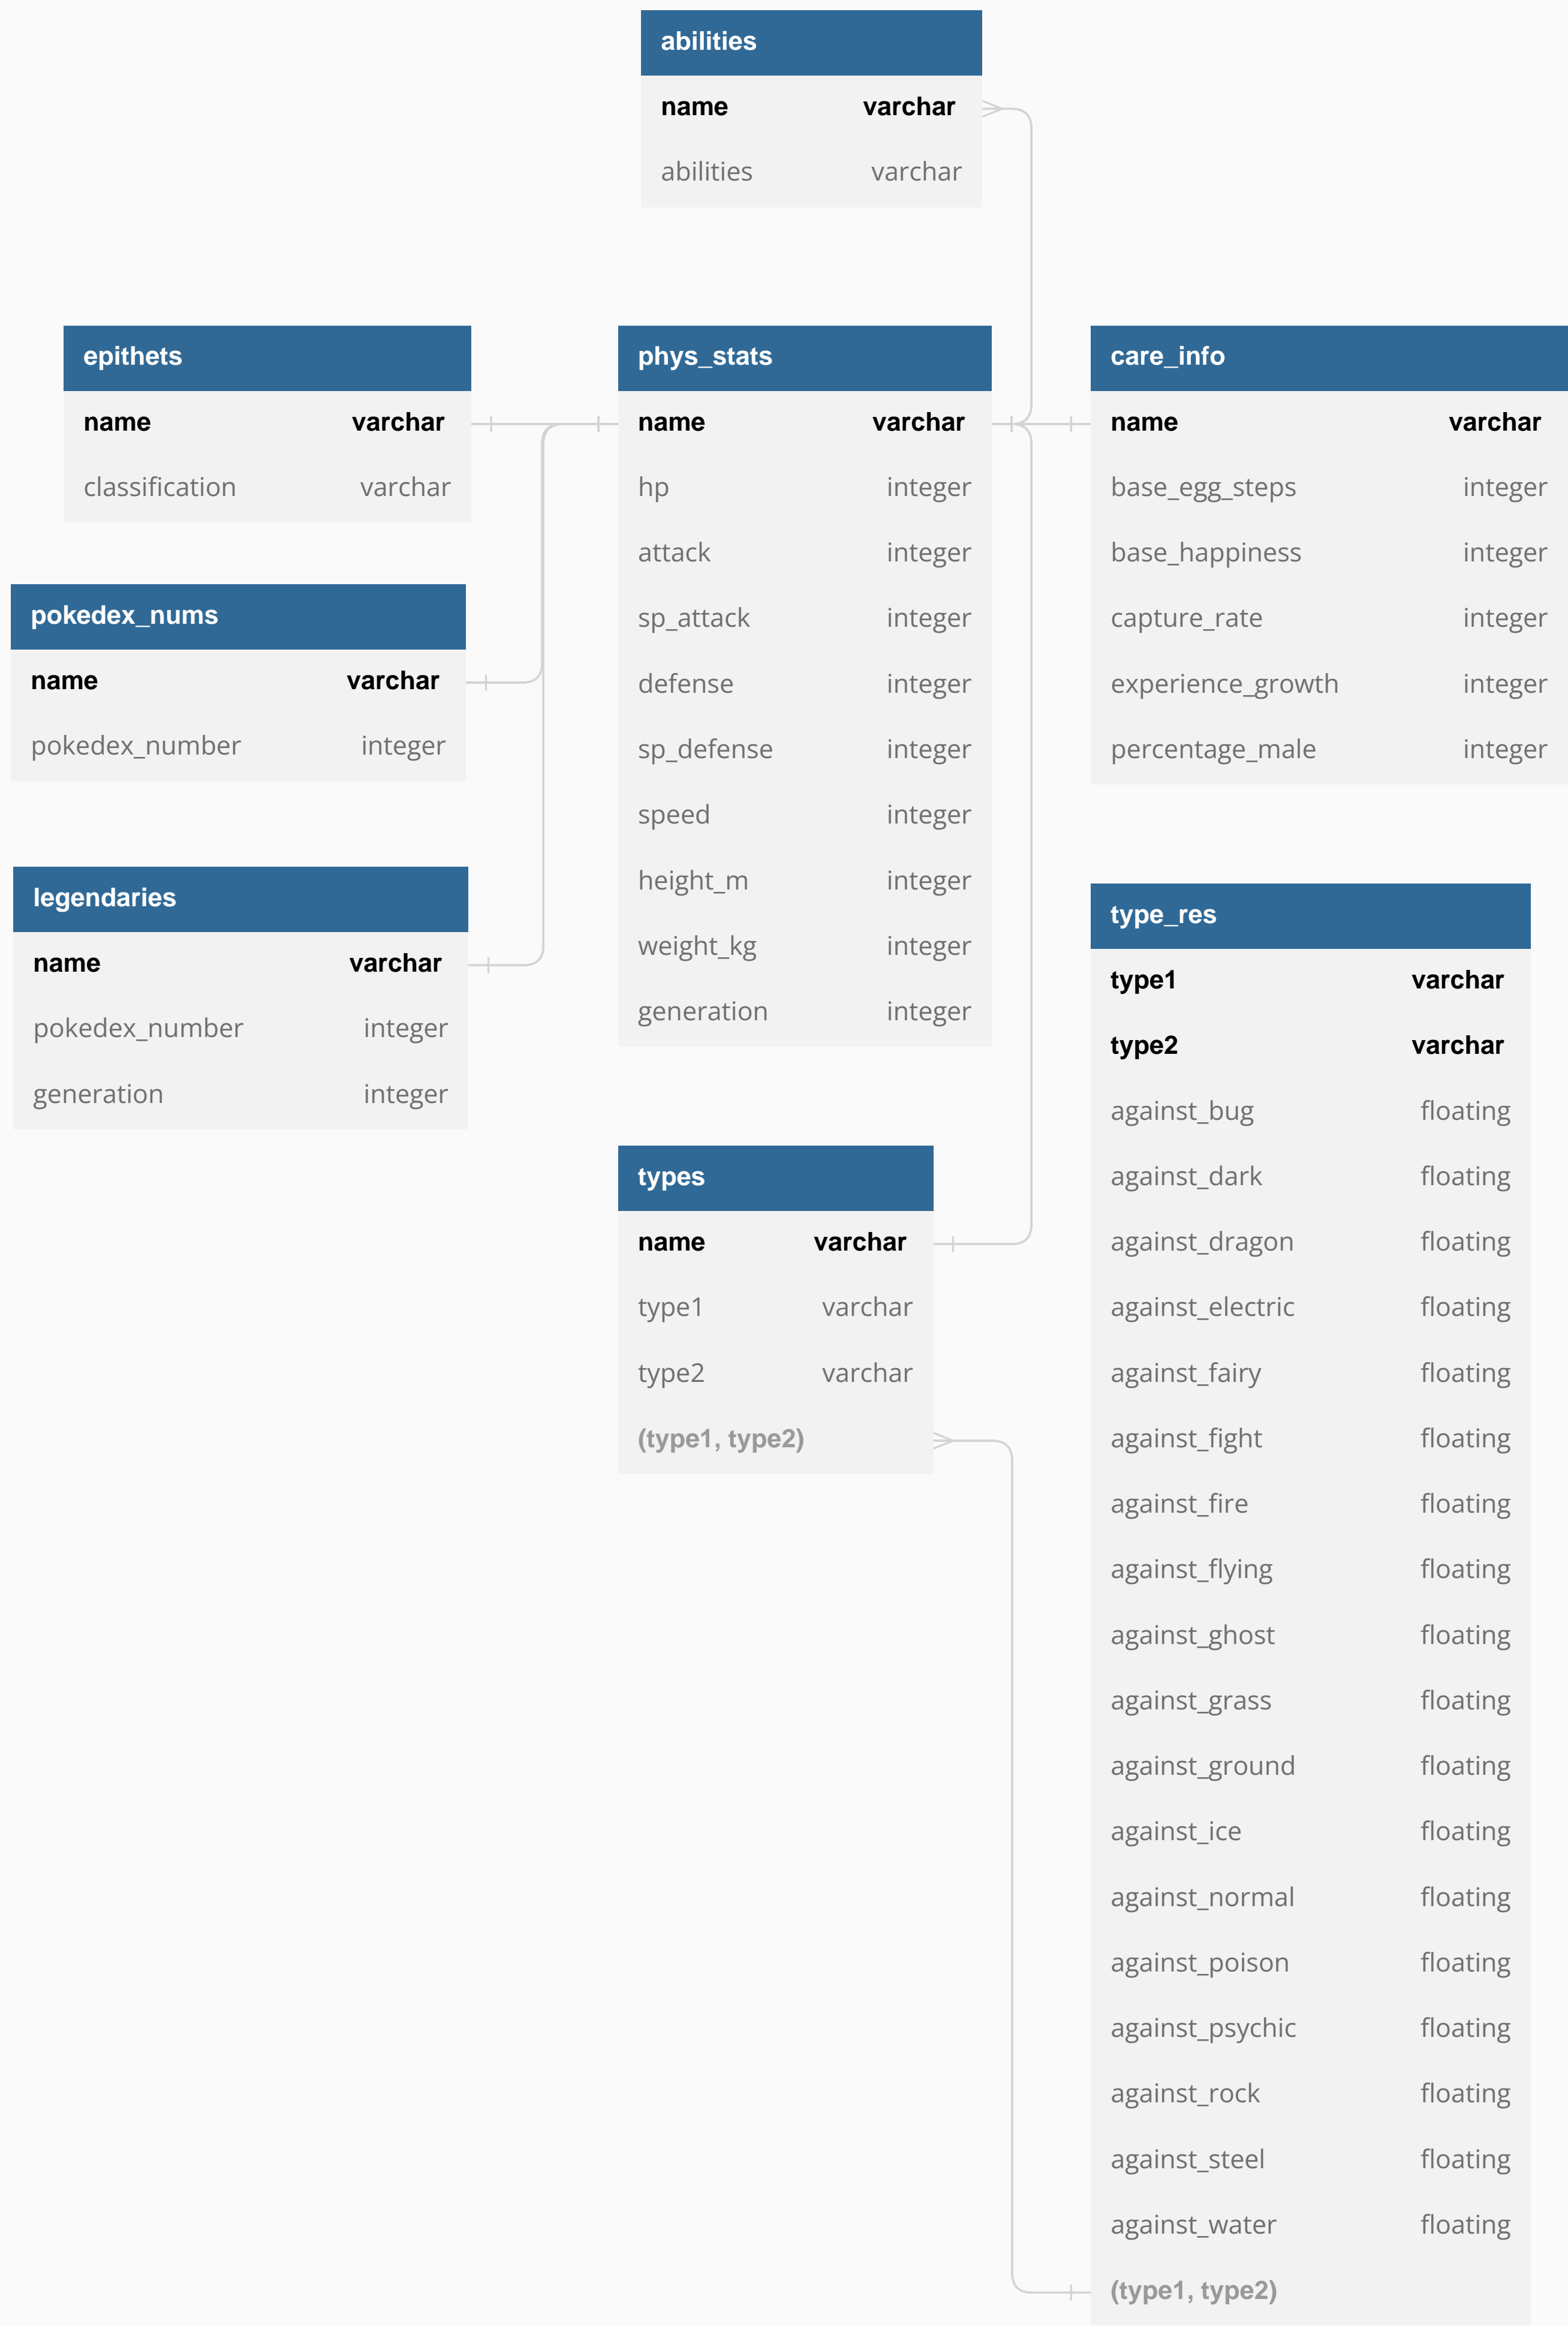 abilities
name varchar
abilities varchar
epithets
name varchar
classification varchar
phys_stats
name varchar
hp integer
attack integer
sp_attack integer
defense integer
sp_defense integer
speed integer
height_m integer
weight_kg integer
generation integer
care_info
name varchar
base_egg_steps integer
base_happiness integer
capture_rate integer
experience_growth integer
percentage_male integer
pokedex_nums
name varchar
pokedex_number integer
legendaries
name varchar
pokedex_number integer
generation integer
types
name varchar
type1 varchar
type2 varchar
(type1, type2)
type_res
type1 varchar
type2 varchar
against_bug floating
against_dark floating
against_dragon floating
against_electric floating
against_fairy floating
against_fight floating
against_fire floating
against_flying floating
against_ghost floating
against_grass floating
against_ground floating
against_ice floating
against_normal floating
against_poison floating
against_psychic floating
against_rock floating
against_steel floating
against_water floating
(type1, type2)